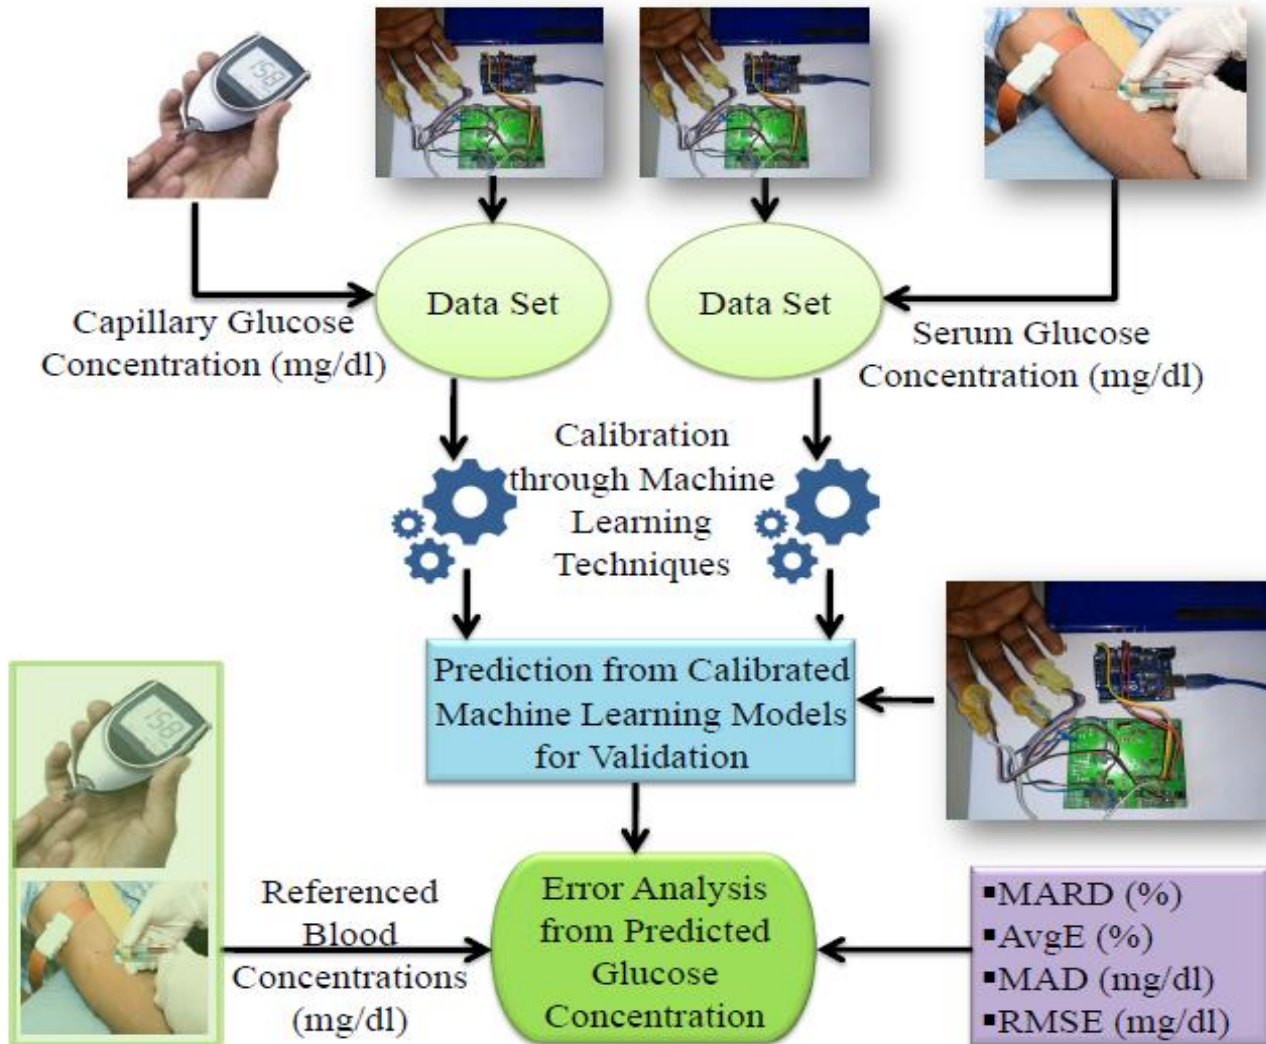 158
Data Set
Data Set
Capillary Glucose
Concentration (mg/dl)
Serum Glucose
Concentration (mg/dl)
Calibration
through Machine
Learning
Techniques
Prediction from Calibrated
Machine Learning Models
for Validation
158
Referenced
Blood
Concentrations
(mg/dl)
Error Analysis
from Predicted
Glucose
Concentration
▪MARD (%)
▪AvgE (%)
▪MAD (mg/dl)
▪RMSE (mg/dl)